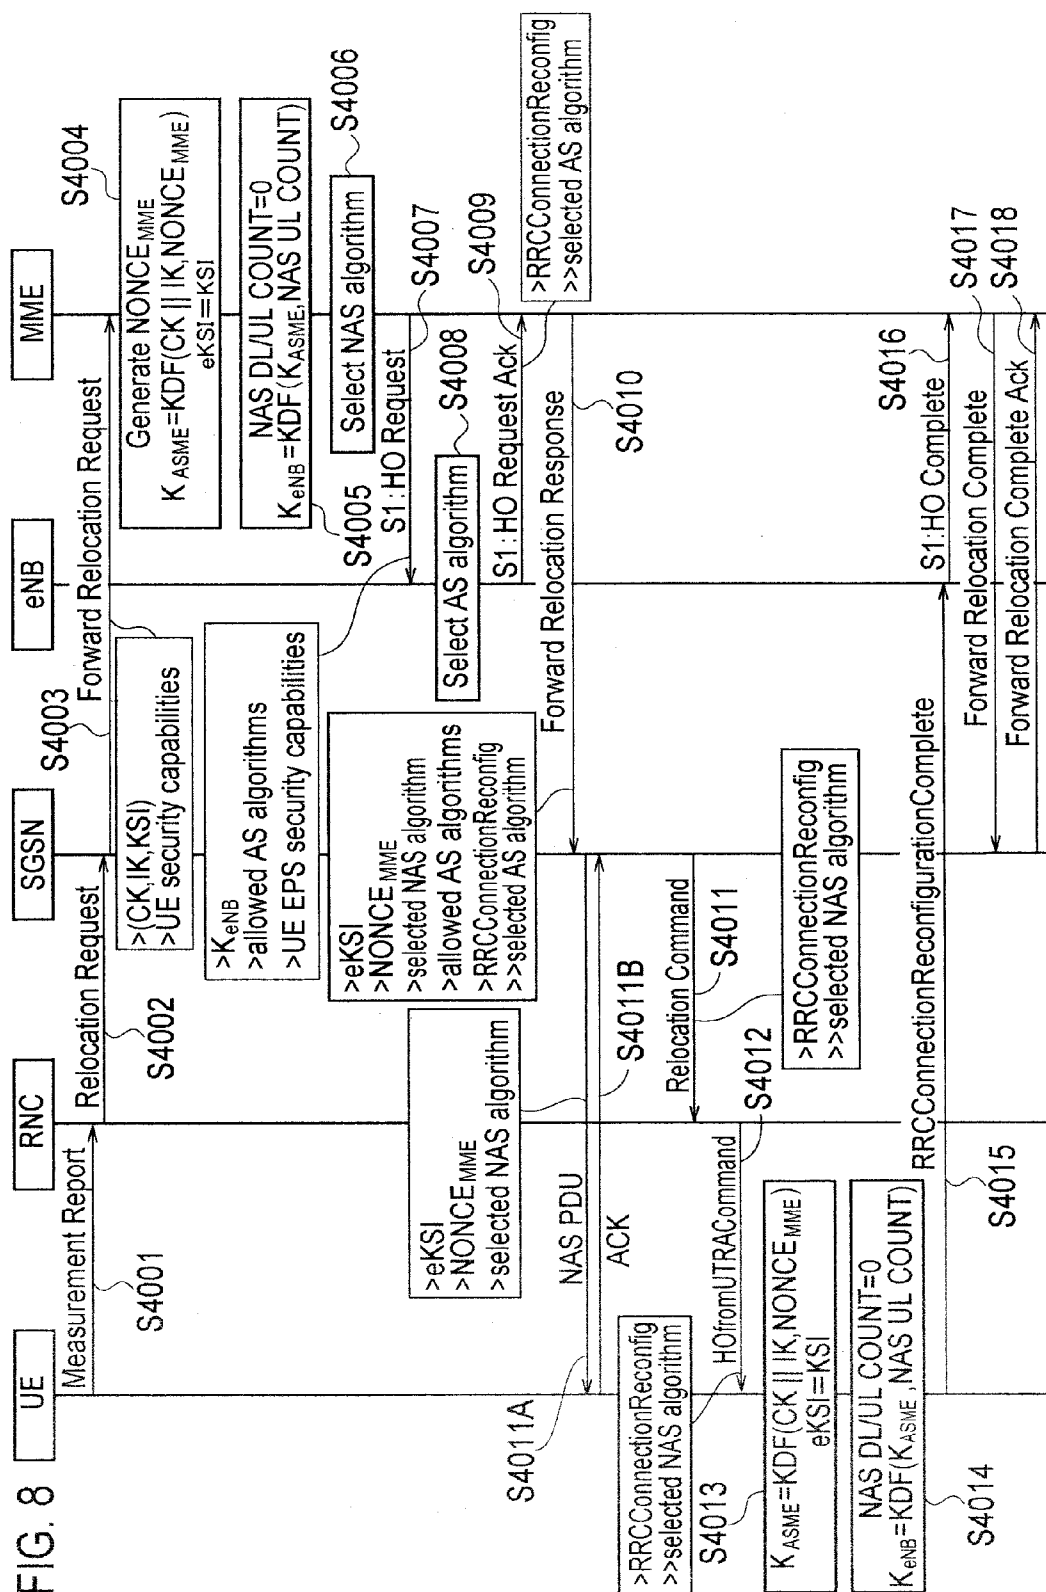 FIG. 8
UE
RNC
SGSN
eNB
MME
Measurement Report
S4001
Relocation Request
S4002
S4003
Forward Relocation Request
>(CK,IK,KSI)
>UE security capabilities
S4004
Generate NONCEMME
KASME=KDF(CK || IK,NONCEMME)
eKSI=KSI
NAS DL/UL COUNT=0
KeNB=KDF(KASME,NAS UL COUNT)
S4005
S4006
Select NAS algorithm
>KeNB
>allowed AS algorithms
>UE EPS security capabilities
S1:HO Request
S4007
Select AS algorithm
S4008
S1:HO Request Ack
S4009
>RRCConnectionReconfig
>>selected AS algorithm
>eKSI
>NONCEMME
>selected NAS algorithm
>allowed AS algorithms
>RRCConnectionReconfig
>>selected AS algorithm
Forward Relocation Response
S4010
>eKSI
>NONCEMME
>selected NAS algorithm
NAS PDU
S4011A
ACK
S4011B
Relocation Command
S4011
>RRCConnectionReconfig
>>selected NAS algorithm
>RRCConnectionReconfig
>>selected NAS algorithm
HOfromUTRACommand
S4012
S4013
KASME=KDF(CK || IK,NONCEMME)
eKSI=KSI
NAS DL/UL COUNT=0
KeNB=KDF(KASME,NAS UL COUNT)
S4014
RRCConnectionReconfigurationComplete
S4015
S1:HO Complete
S4016
Forward Relocation Complete
S4017
Forward Relocation Complete Ack
S4018